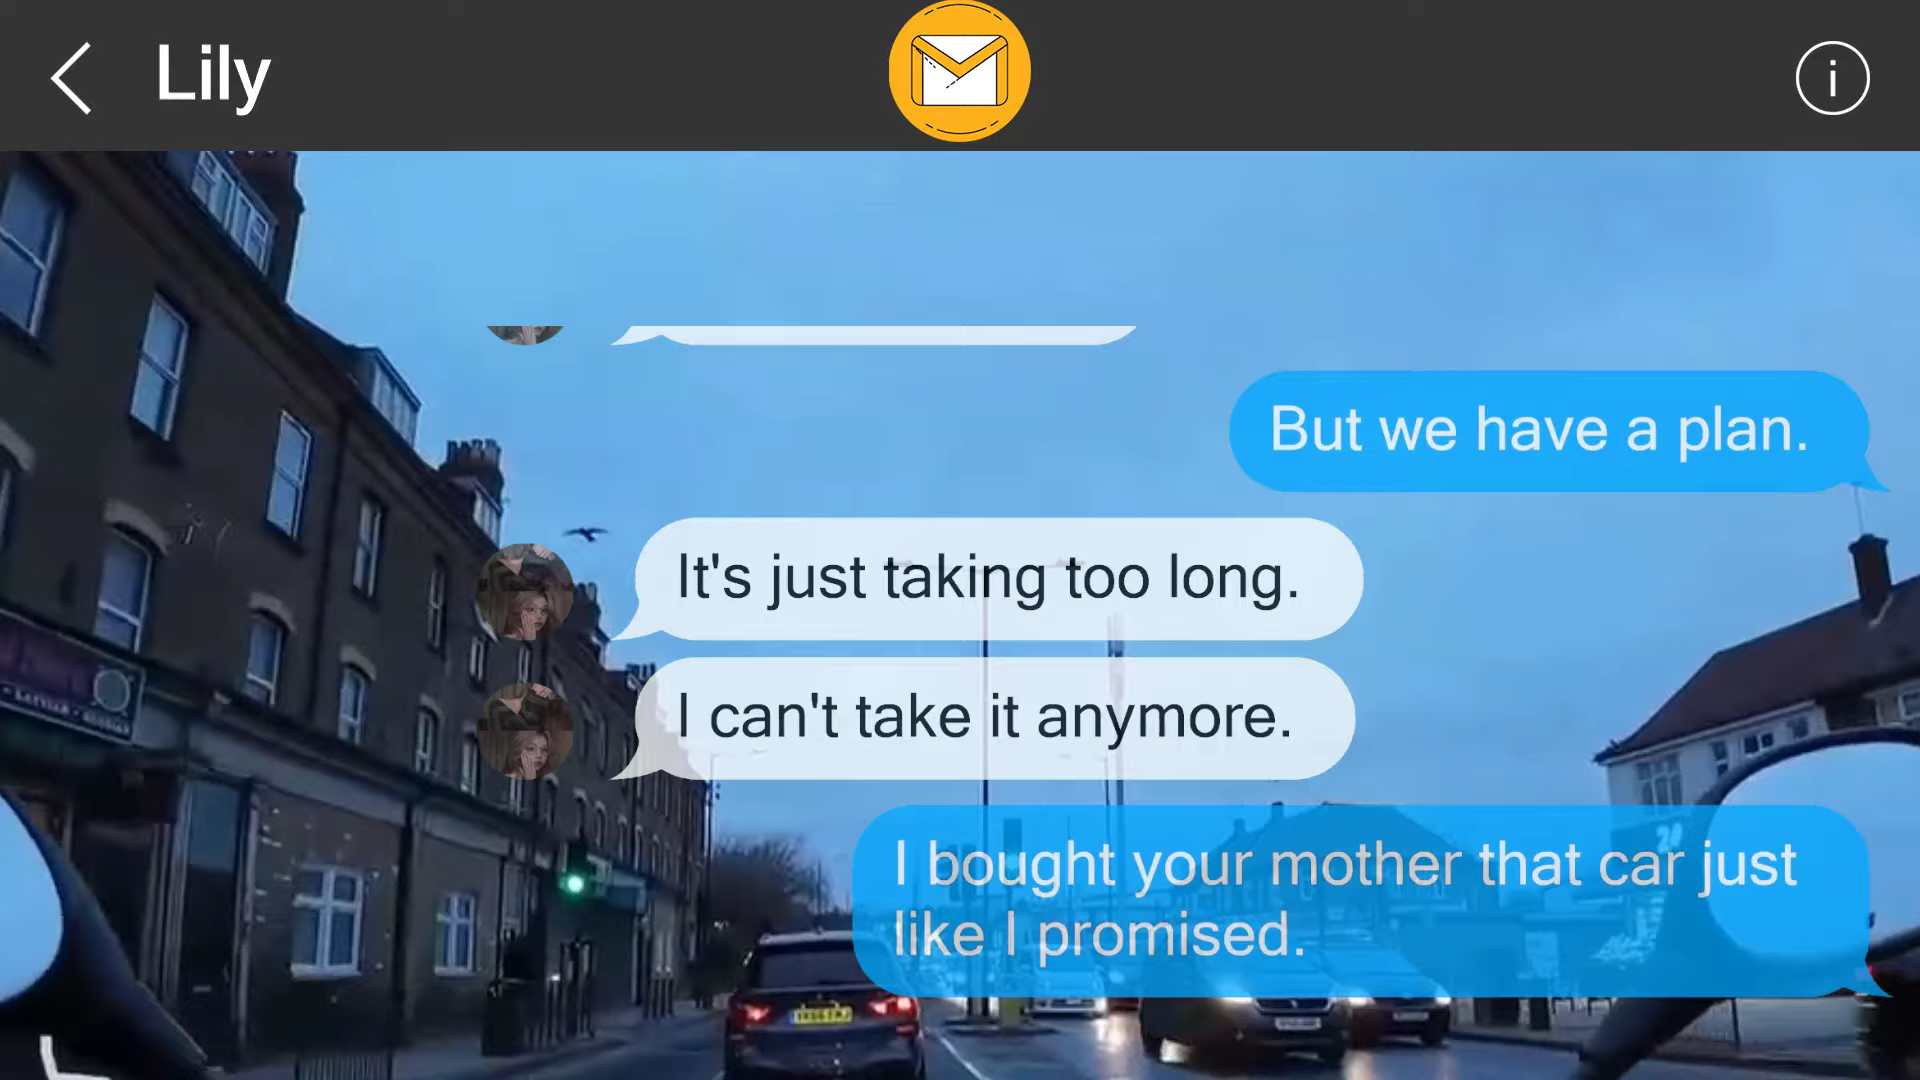 Lily
i
But we have a plan.
It's just taking too long.
I can't take it anymore.
I bought your mother that car just
like I promised.